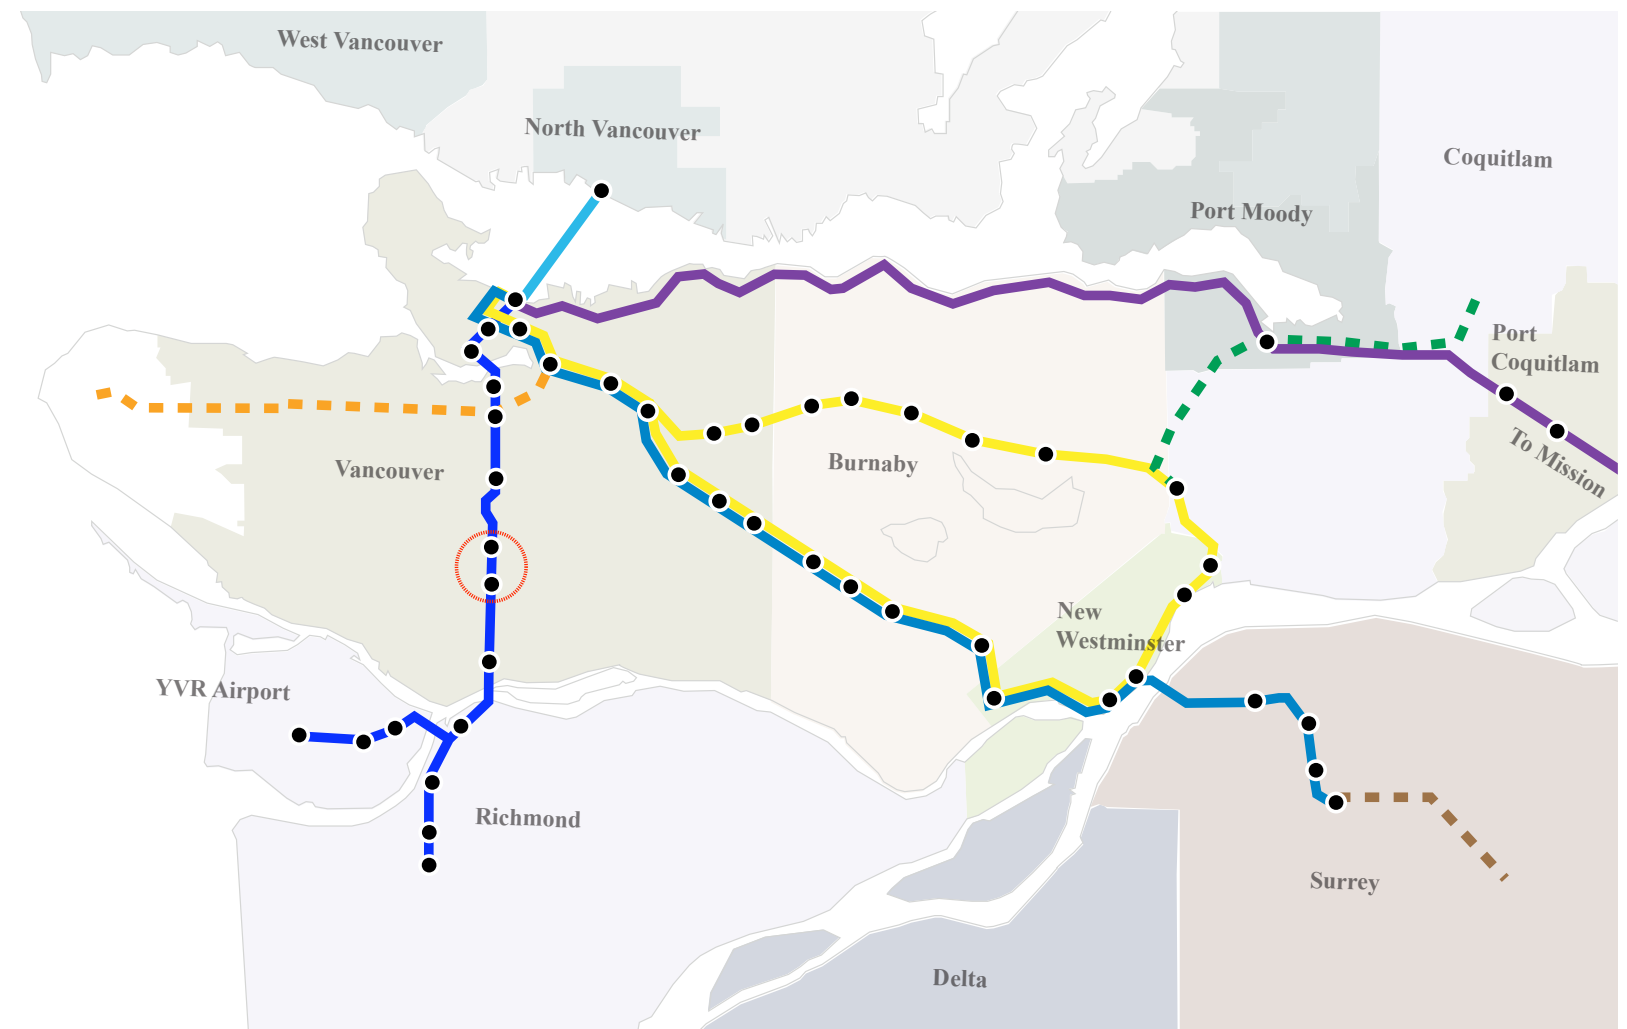 West Vancouver
North Vancouver
Coquitlam
Port Moody
Port
Coquitlam
To Mission
Vancouver
Burnaby
New
Westminster
YVR Airport
Richmond
Surrey
Delta